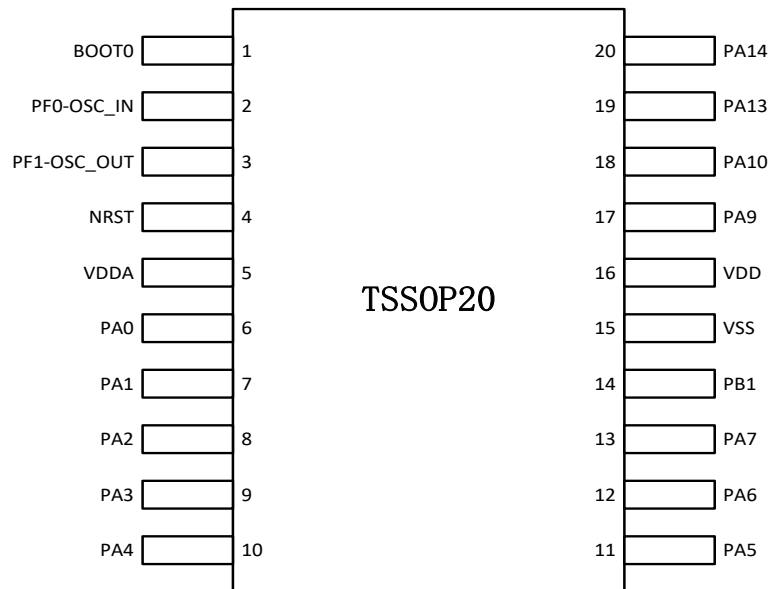 BOOT0 1 20 PA14
PF0-OSC_IN 2 19 PA13
PF1-OSC_OUT 3 18 PA10
NRST 4 17 PA9
VDDA 5 16 VDD
TSSOP20
PA0 6 15 VSS
PA1 7 14 PB1
PA2 8 13 PA7
PA3 9 12 PA6
PA4 10 11 PA5